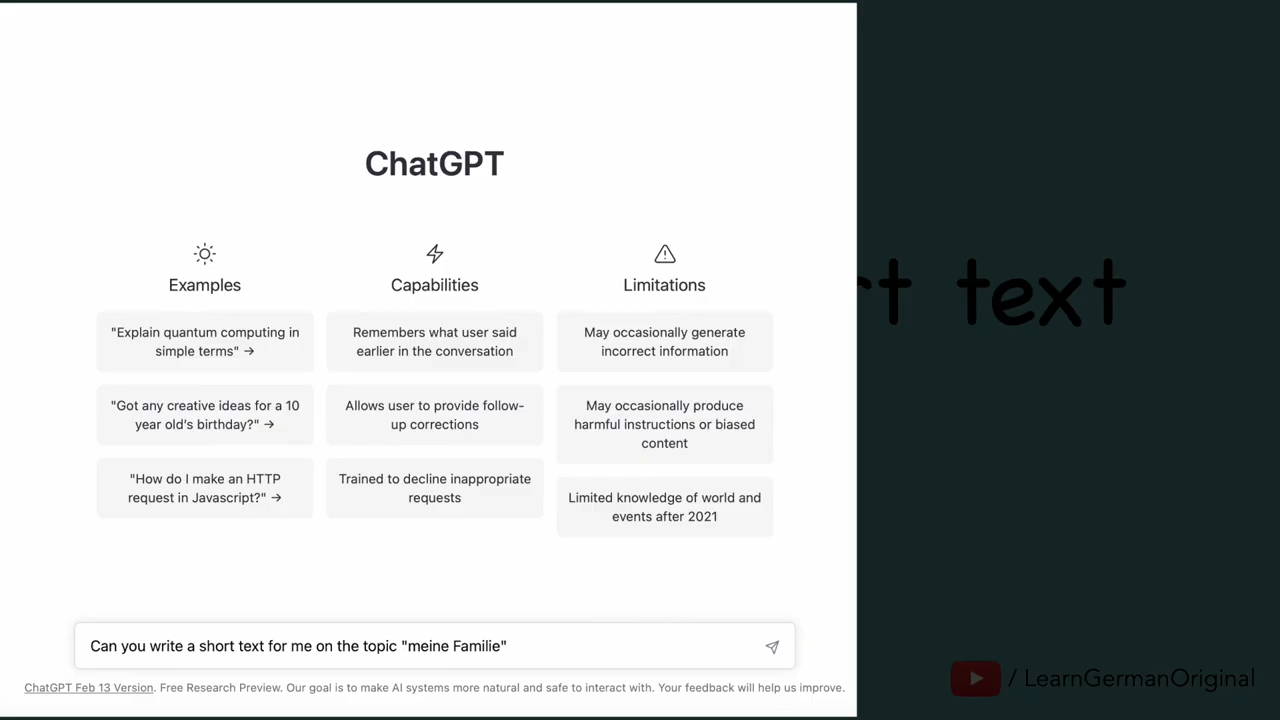 ChatGPT
Examples
"Explain quantum computing in
simple terms" →
"Got any creative ideas for a 10
year old's birthday?" →
"How do I make an HTTP
request in Javascript?" →
Capabilities
Remembers what user said
earlier in the conversation
Allows user to provide follow-
up corrections
Trained to decline inappropriate
requests
Limitations
May occasionally generate
incorrect information
May occasionally produce
harmful instructions or biased
content
Limited knowledge of world and
events after 2021
Can you write a short text for me on the topic "meine Familie"
ChatGPT Feb 13 Version. Free Research Preview. Our goal is to make AI systems more natural and safe to interact with. Your feedback will help us improve.
text
/ LearnGermanOriginal